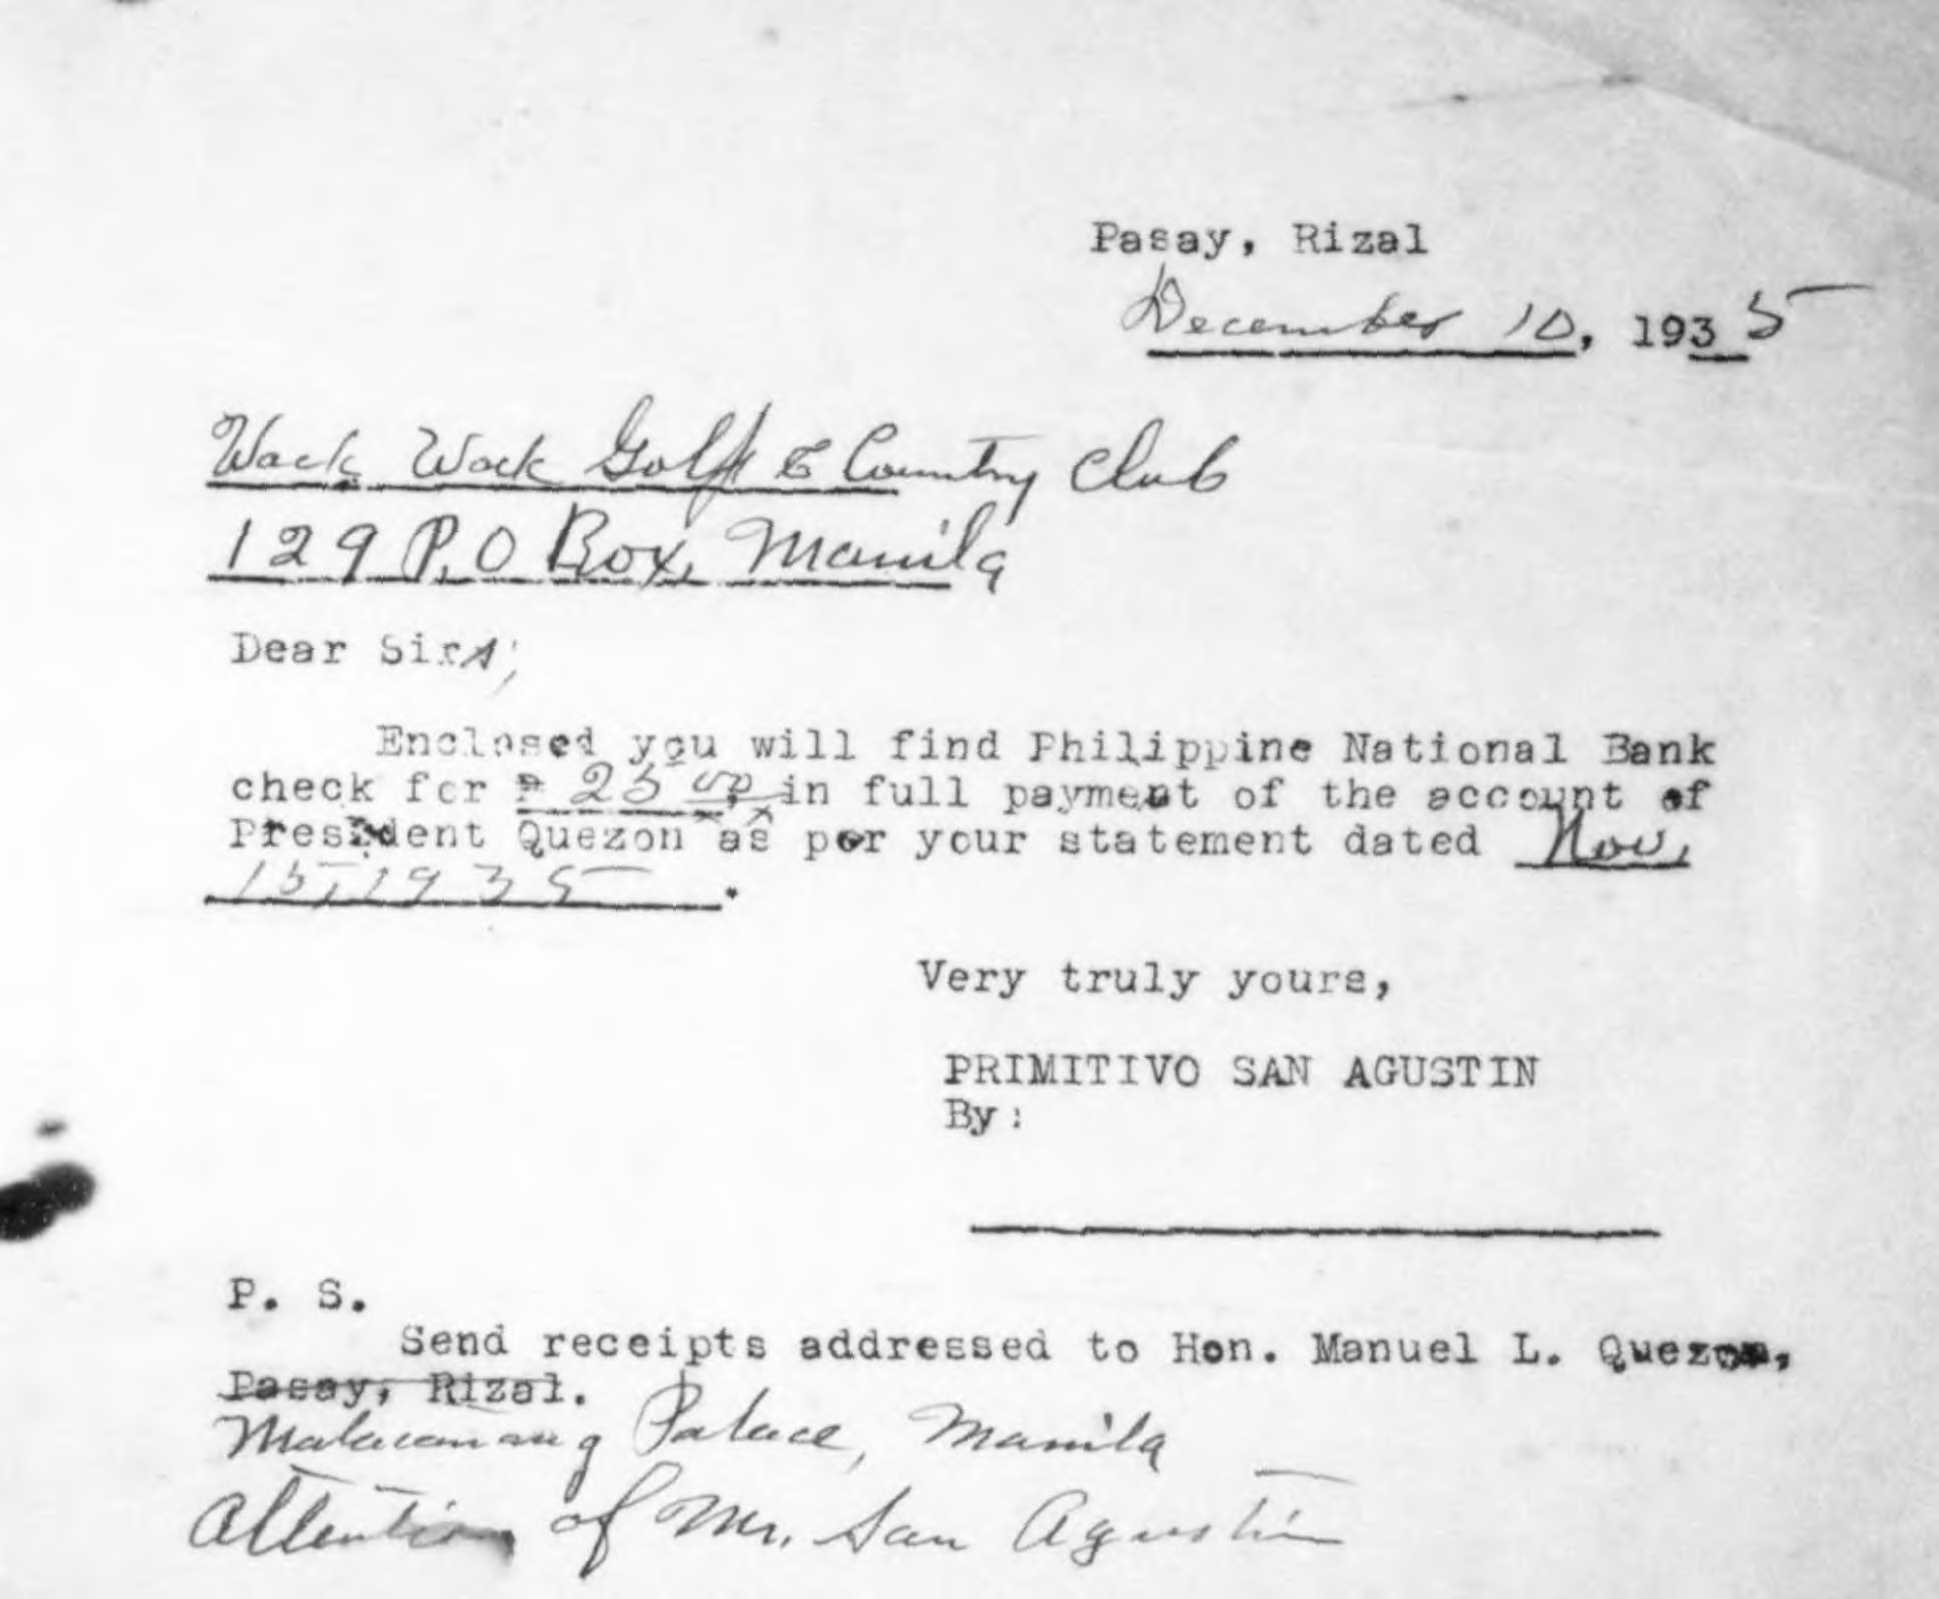 Pasay, Rizal
December 10, 1935
Wack Wack Golf & Country Club
129 P.O Box, Manila
Dear Sirs;
Enclosed you will find Philippine National Bank
check for ₱ 25 00 in full payment of the account of
President Quezon as per your statement dated Nov.
15, 1935.
Very truly yours,
PRIMITIVO SAN AGUSTIN
By:
P. S.
Send receipts addressed to Hon. Manuel L. Quezon,
Pasay, Rizal.
Malacanang Palace, Manila
Attention of Mr. San Agustin